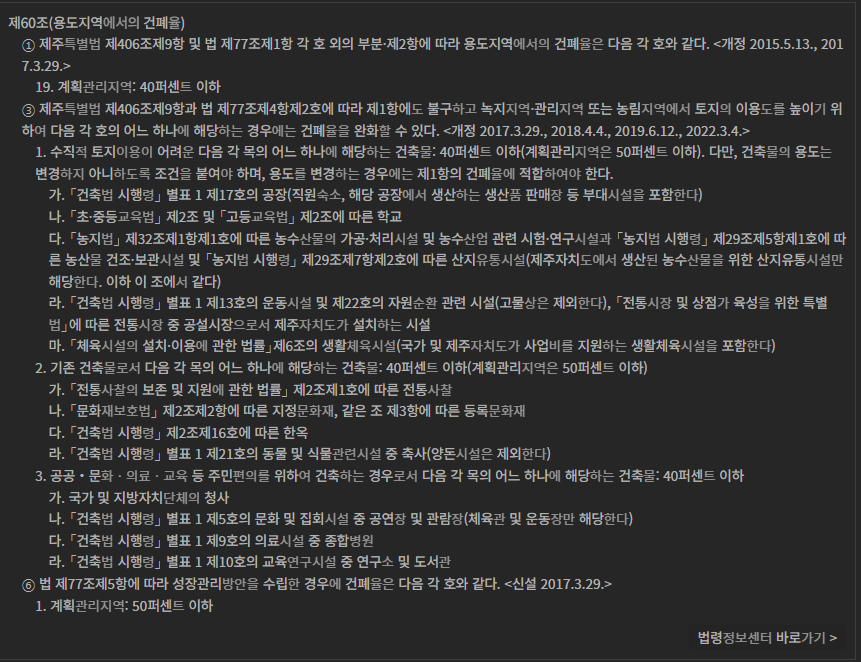 제60조(용도지역에서의 건폐율)
① 제주특별법 제406조제9항 및 법 제77조제1항 각 호 외의 부분·제2항에 따라 용도지역에서의 건폐율은 다음 각 호와 같다. <개정 2015.5.13., 201
7.3.29.>
19. 계획관리지역: 40퍼센트 이하
③ 제주특별법 제406조제9항과 법 제77조제4항제2호에 따라 제1항에도 불구하고 녹지지역·관리지역 또는 농림지역에서 토지의 이용도를 높이기 위
하여 다음 각 호의 어느 하나에 해당하는 경우에는 건폐율을 완화할 수 있다. <개정 2017.3.29., 2018.4.4., 2019.6.12., 2022.3.4.>
1. 수직적 토지이용이 어려운 다음 각 목의 어느 하나에 해당하는 건축물: 40퍼센트 이하(계획관리지역은 50퍼센트 이하). 다만, 건축물의 용도는
변경하지 아니하도록 조건을 붙여야 하며, 용도를 변경하는 경우에는 제1항의 건폐율에 적합하여야 한다.
가. 「건축법 시행령」 별표 1 제17호의 공장(직원숙소, 해당 공장에서 생산하는 생산품 판매장 등 부대시설을 포함한다)
나. 「초·중등교육법」 제2조 및 「고등교육법」 제2조에 따른 학교
다. 「농지법」 제32조제1항제1호에 따른 농수산물의 가공·처리시설 및 농수산업 관련 시험·연구시설과 「농지법 시행령」 제29조제5항제1호에 따
른 농산물 건조·보관시설 및 「농지법 시행령」 제29조제7항제2호에 따른 산지유통시설(제주자치도에서 생산된 농수산물을 위한 산지유통시설만
해당한다. 이하 이 조에서 같다)
라. 「건축법 시행령」 별표 1 제13호의 운동시설 및 제22호의 자원순환 관련 시설(고물상은 제외한다), 「전통시장 및 상점가 육성을 위한 특별
법」에 따른 전통시장 중 공설시장으로서 제주자치도가 설치하는 시설
마. 「체육시설의 설치·이용에 관한 법률」제6조의 생활체육시설(국가 및 제주자치도가 사업비를 지원하는 생활체육시설을 포함한다)
2. 기존 건축물로서 다음 각 목의 어느 하나에 해당하는 건축물: 40퍼센트 이하(계획관리지역은 50퍼센트 이하)
가. 「전통사찰의 보존 및 지원에 관한 법률」 제2조제1호에 따른 전통사찰
나. 「문화재보호법」 제2조제2항에 따른 지정문화재, 같은 조 제3항에 따른 등록문화재
다. 「건축법 시행령」 제2조제16호에 따른 한옥
라. 「건축법 시행령」 별표 1 제21호의 동물 및 식물관련시설 중 축사(양돈시설은 제외한다)
3. 공공·문화·의료·교육 등 주민편의를 위하여 건축하는 경우로서 다음 각 목의 어느 하나에 해당하는 건축물: 40퍼센트 이하
가. 국가 및 지방자치단체의 청사
나. 「건축법 시행령」 별표 1 제5호의 문화 및 집회시설 중 공연장 및 관람장(체육관 및 운동장만 해당한다)
다. 「건축법 시행령」 별표 1 제9호의 의료시설 중 종합병원
라. 「건축법 시행령」 별표 1 제10호의 교육연구시설 중 연구소 및 도서관
⑥ 법 제77조제5항에 따라 성장관리방안을 수립한 경우에 건폐율은 다음 각 호와 같다. <신설 2017.3.29.>
1. 계획관리지역: 50퍼센트 이하
법령정보센터 바로가기 >